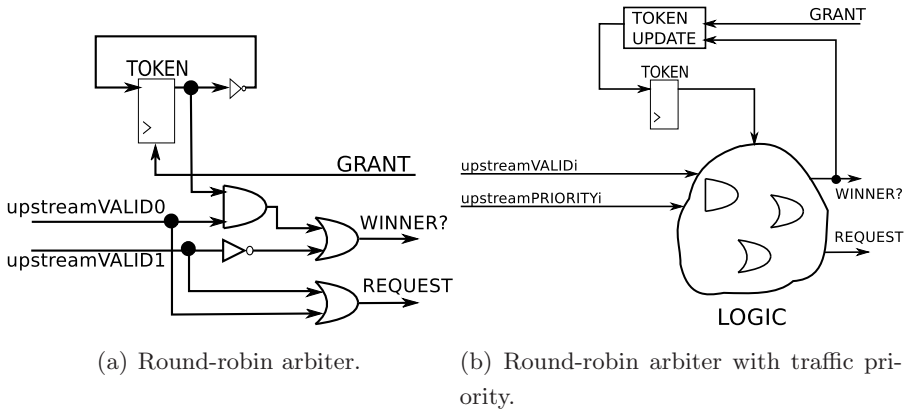 TOKEN
GRANT
upstreamVALID0
upstreamVALID1
WINNER?
REQUEST
(a) Round-robin arbiter.
TOKEN
UPDATE
GRANT
TOKEN
upstreamVALIDi
upstreamPRIORITYi
WINNER?
REQUEST
LOGIC
(b) Round-robin arbiter with traffic pri-
ority.